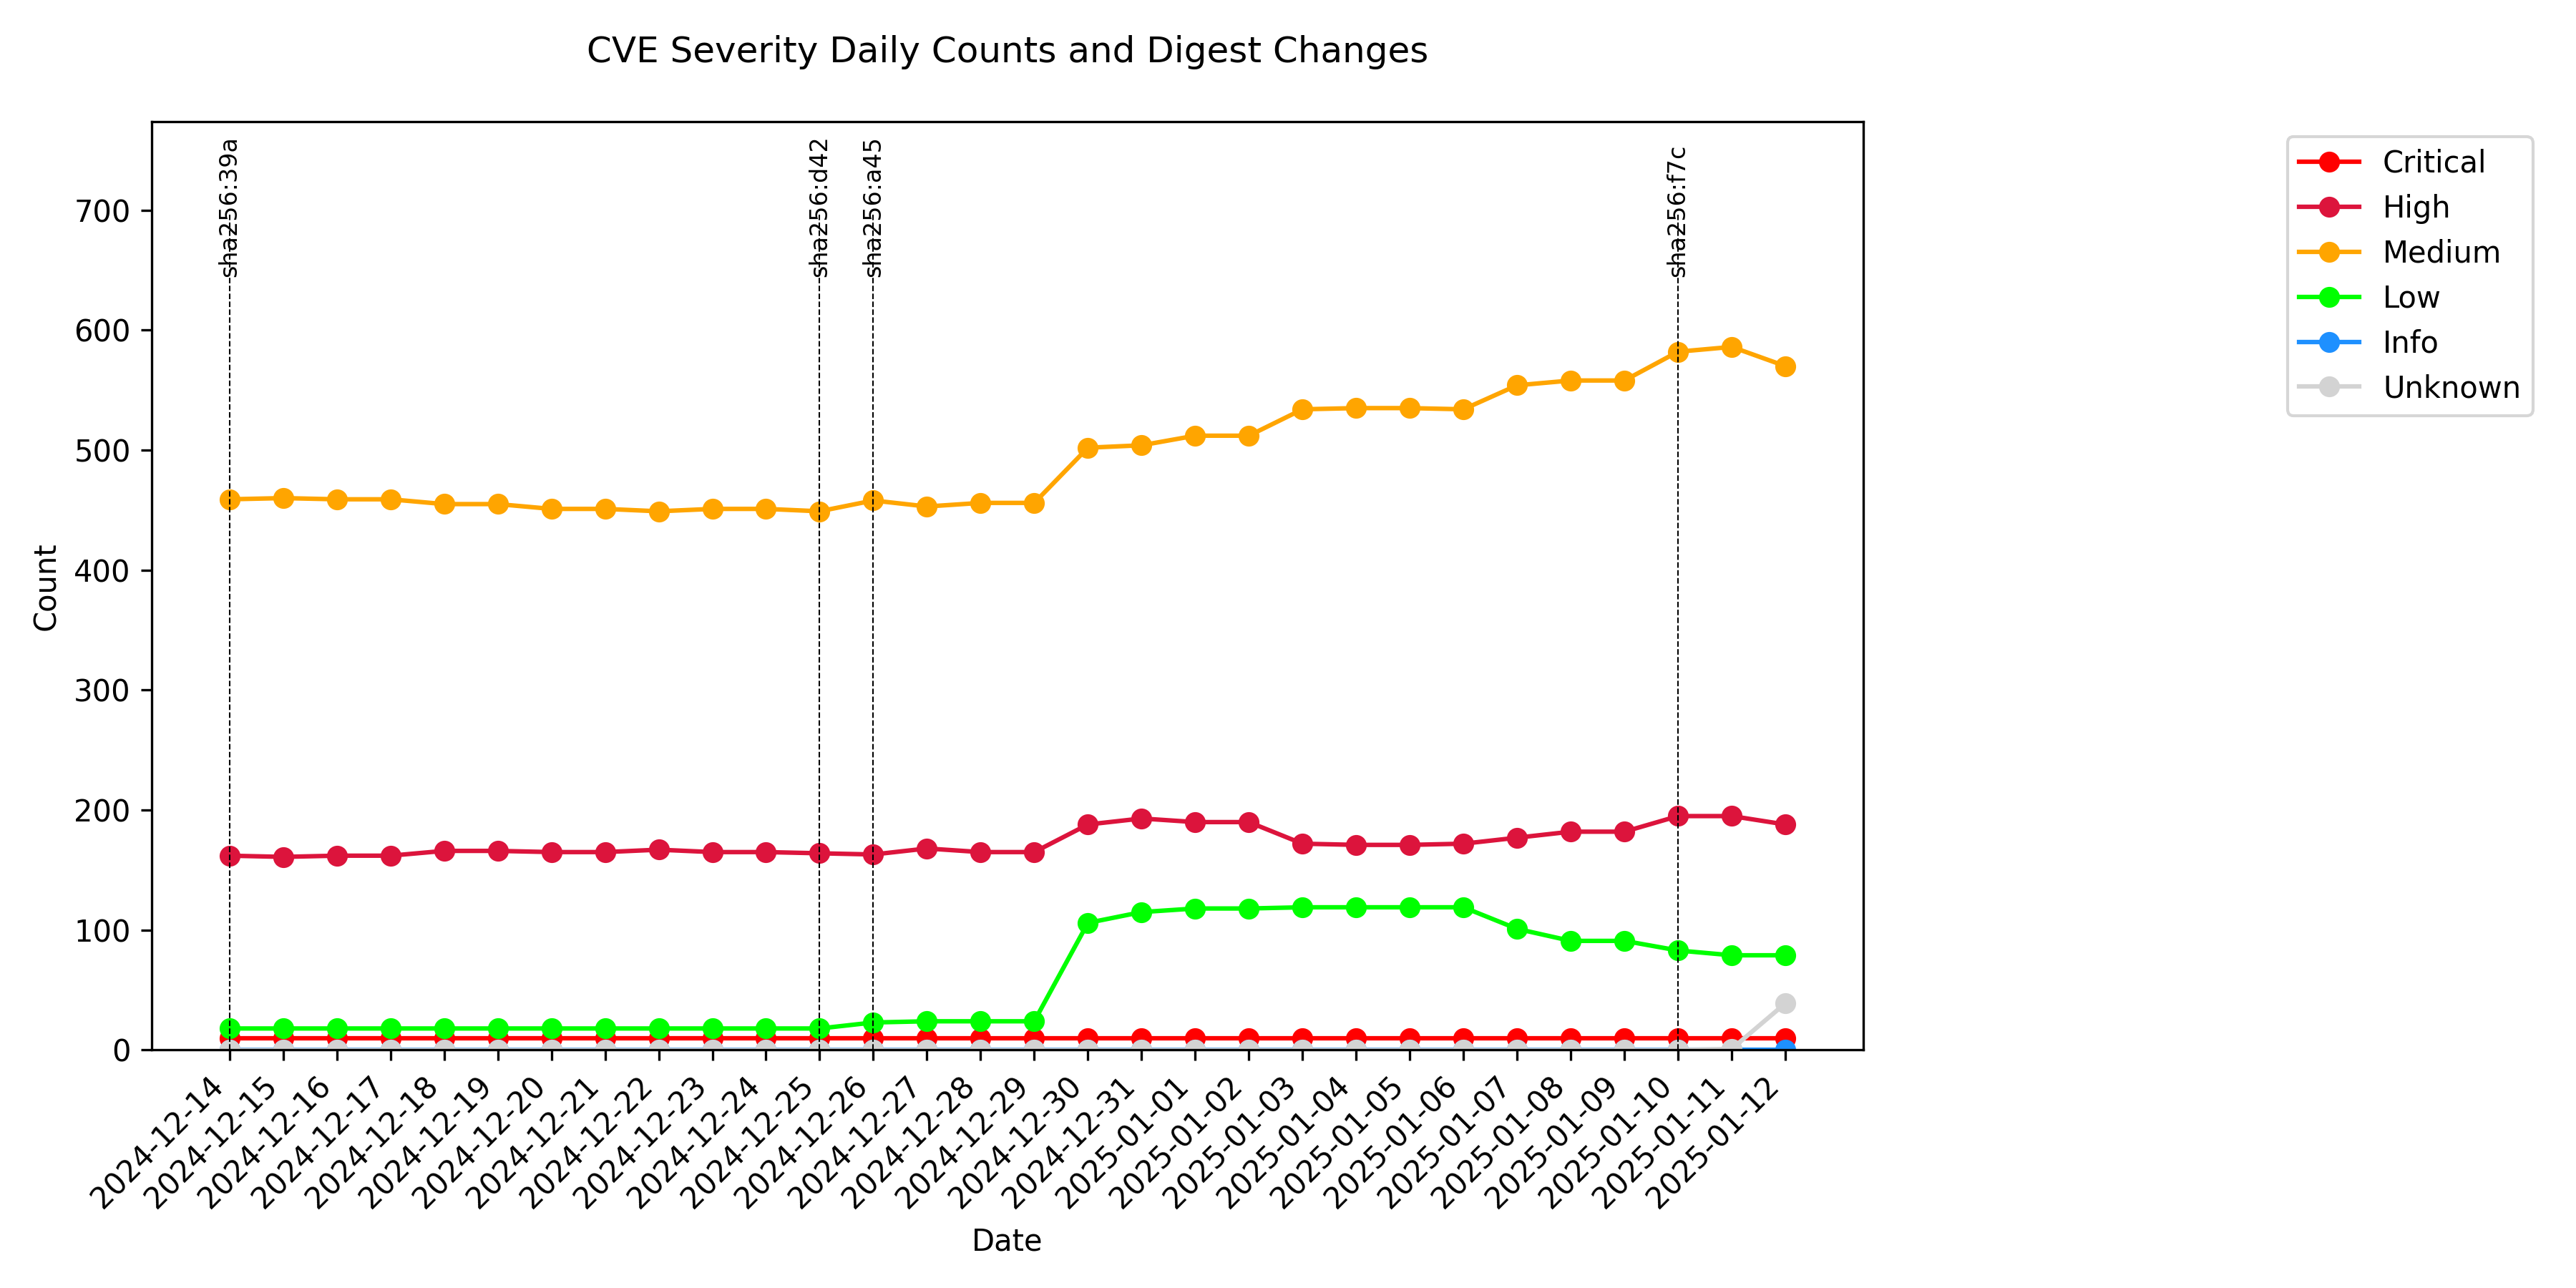 CVE Severity Daily Counts and Digest Changes
sha256:39a
sha256:d42
sha256:a45
sha256:f7c
Critical
High
Medium
Low
Info
Unknown
Count
700
600
500
400
300
200
100
0
2024-12-14
2024-12-15
2024-12-16
2024-12-17
2024-12-18
2024-12-19
2024-12-20
2024-12-21
2024-12-22
2024-12-23
2024-12-24
2024-12-25
2024-12-26
2024-12-27
2024-12-28
2024-12-29
2024-12-30
2024-12-31
2025-01-01
2025-01-02
2025-01-03
2025-01-04
2025-01-05
2025-01-06
2025-01-07
2025-01-08
2025-01-09
2025-01-10
2025-01-11
2025-01-12
Date